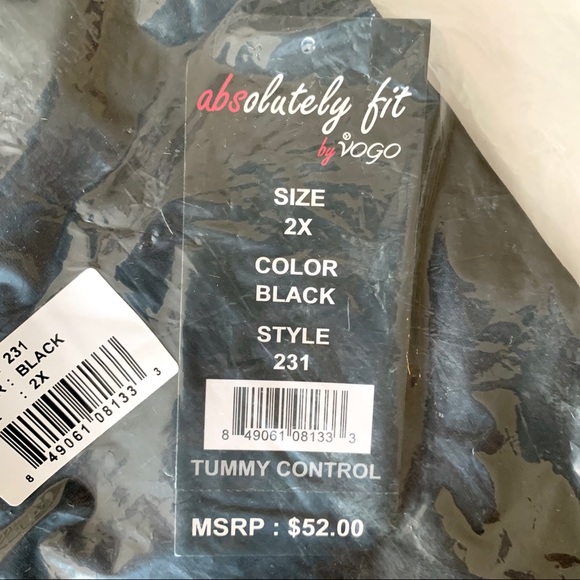 absolutely fit
by VOGO
SIZE
2X
COLOR
BLACK
STYLE
231
8 49061 08133 3
TUMMY CONTROL
MSRP : $52.00
: 231
R : BLACK
: 2X
8 49061 08133 3